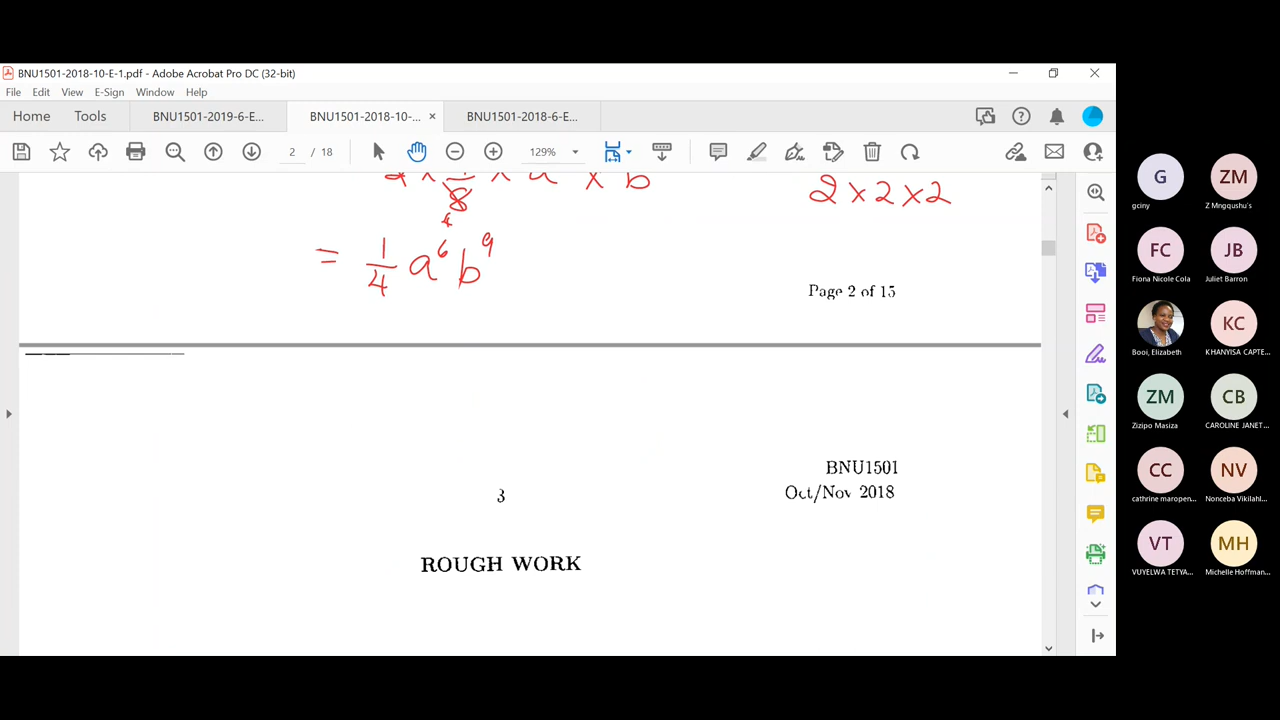 BNU1501-2018-10-E-1.pdf - Adobe Acrobat Pro DC (32-bit)
File Edit View E-Sign Window Help
Home Tools BNU1501-2019-6-E... BNU1501-2018-10-... × BNU1501-2018-6-E...
2 / 18 129%
2 × 2 × 2
= 1/4 a⁶ b⁹
Page 2 of 15
BNU1501
3 Oct/Nov 2018
ROUGH WORK
G ZM
gciny Z Mngqushu's
FC JB
Fiona Nicole Cola Juliet Barron
KC
Booi, Elizabeth KHANYISA CAPTE...
ZM CB
Zizipo Masiza CAROLINE JANET...
CC NV
cathrine maropen... Nonceba Vikilahl...
VT MH
VUYELWA TETYA... Michelle Hoffman...